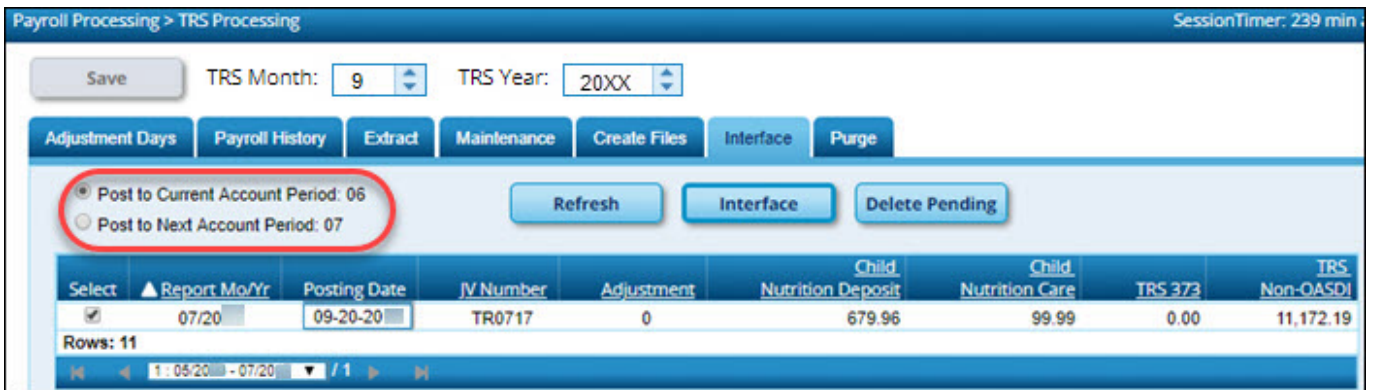 Payroll Processing > TRS Processing SessionTimer: 239 min
Save TRS Month: 9 TRS Year: 20XX
Adjustment Days Payroll History Extract Maintenance Create Files Interface Purge
Post to Current Account Period: 06
Post to Next Account Period: 07
Refresh Interface Delete Pending
Child Child TRS
Select Report Mo/Yr Posting Date JV Number Adjustment Nutrition Deposit Nutrition Care TRS 373 Non-OASDI
07/20 09-20-20 TR0717 0 679.96 99.99 0.00 11,172.19
Rows: 11
1 : 05/20 - 07/20 / 1